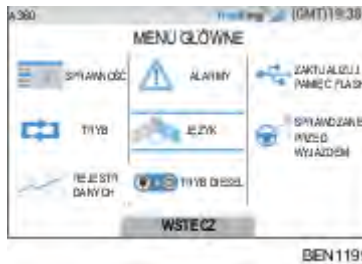 A360 (GMT)19:38
MENU GŁÓWNE
SPRAWNOŚĆ
ALARMY
ZAKTUALIZUJ
PAMIĘĆ FLASH
TRYB
JĘZYK
SPRAWDZANIE
PRZED
WYJAZDEM
REJESTR
DANYCH
TRYB DIESEL
WSTECZ
BEN119